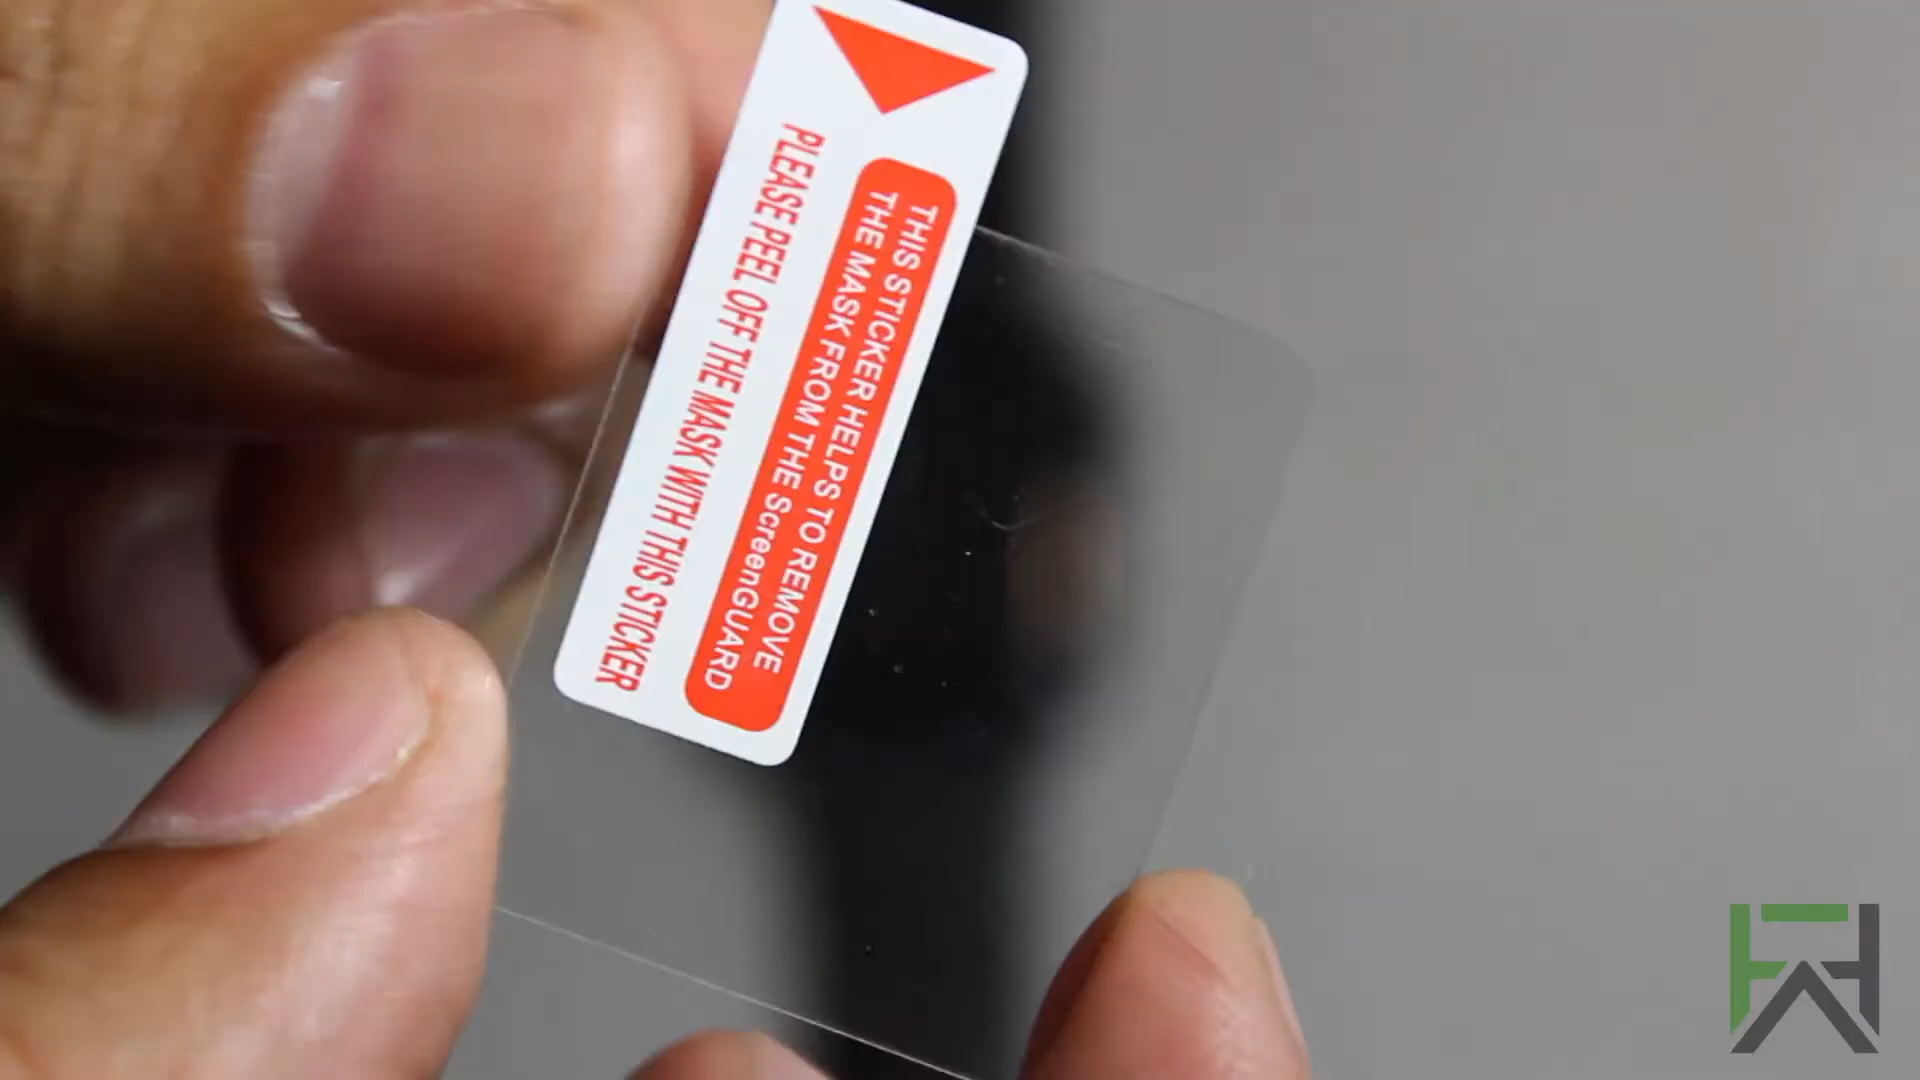 PLEASE PEEL OFF THE MASK WITH THIS STICKER
THIS STICKER HELPS TO REMOVE
THE MASK FROM THE ScreenGUARD